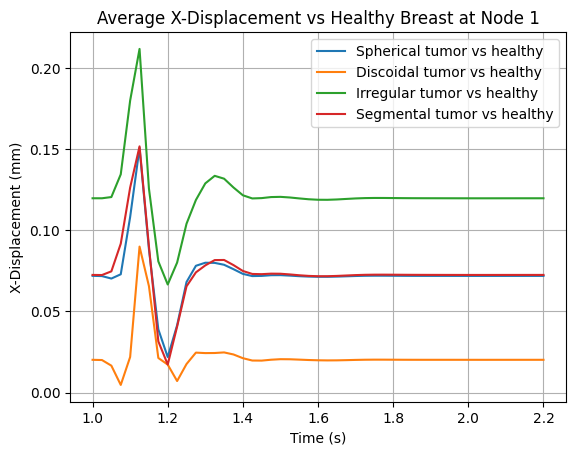 Average X-Displacement vs Healthy Breast at Node 1
Spherical tumor vs healthy
Discoidal tumor vs healthy
Irregular tumor vs healthy
Segmental tumor vs healthy
X-Displacement (mm)
0.20
0.15
0.10
0.05
0.00
1.0 1.2 1.4 1.6 1.8 2.0 2.2
Time (s)